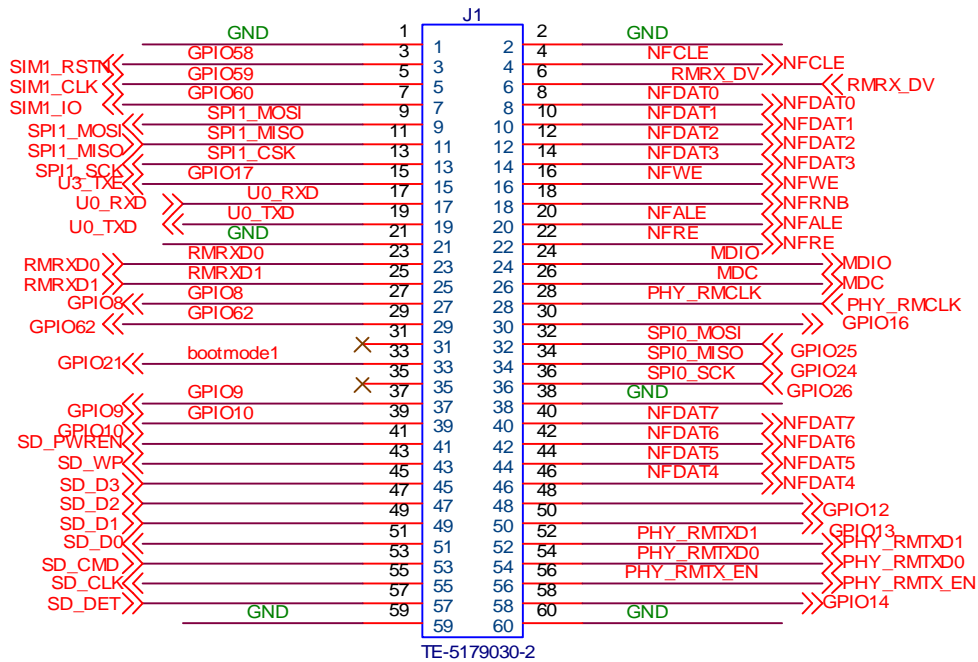 J1
1 GND 2 GND
GPIO58 3 4 NFCLE
SIM1_RSTN 1 2 NFCLE
GPIO59 5 6 RMRX_DV
SIM1_CLK 3 4 RMRX_DV
GPIO60 7 8 NFDAT0
SIM1_IO 5 6 NFDAT0
SPI1_MOSI 9 10 NFDAT1
SPI1_MOSI 7 8 NFDAT1
SPI1_MISO 11 12 NFDAT2
SPI1_MISO 9 10 NFDAT2
SPI1_CSK 13 14 NFDAT3
SPI1_SCK 11 12 NFDAT3
GPIO17 15 16 NFWE
U3_TXE 13 14 NFWE
U0_RXD 17 18
U0_RXD 15 16 NFRNB
U0_TXD 19 20 NFALE
U0_TXD 17 18 NFALE
GND 21 22 NFRE
19 20 NFRE
RMRXD0 23 24 MDIO
RMRXD0 21 22 MDIO
RMRXD1 25 26 MDC
RMRXD1 23 24 MDC
GPIO8 27 28 PHY_RMCLK
GPIO8 25 26 PHY_RMCLK
GPIO62 29 30
GPIO62 27 28 GPIO16
31 32 SPI0_MOSI
29 30 GPIO25
bootmode1 33 34 SPI0_MISO
GPIO21 31 32 GPIO24
35 36 SPI0_SCK
33 34 GPIO26
GPIO9 37 38 GND
GPIO9 35 36
GPIO10 39 40 NFDAT7
GPIO10 37 38 NFDAT7
41 42 NFDAT6
SD_PWREN 39 40 NFDAT6
43 44 NFDAT5
SD_WP 41 42 NFDAT5
45 46 NFDAT4
SD_D3 43 44 NFDAT4
47 48
SD_D2 45 46 GPIO12
49 50
SD_D1 47 48 GPIO13
51 52 PHY_RMTXD1
SD_D0 49 50 PHY_RMTXD1
53 54 PHY_RMTXD0
SD_CMD 51 52 PHY_RMTXD0
55 56 PHY_RMTX_EN
SD_CLK 53 54 PHY_RMTX_EN
57 58
SD_DET 55 56 GPIO14
GND 59 60 GND
57 58
59 60
TE-5179030-2